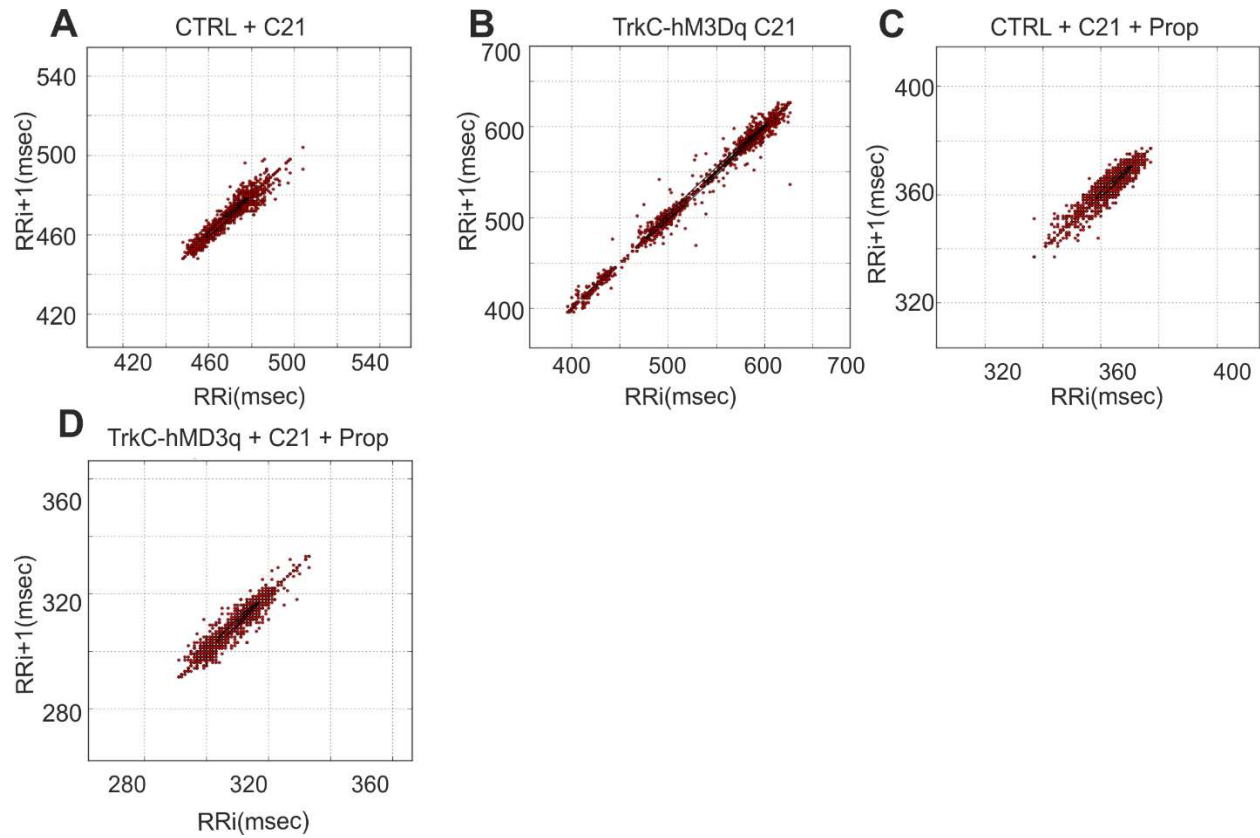 A
CTRL + C21
RRi+1(msec)
540
500
460
420
420 460 500 540
RRi(msec)
B
TrkC-hM3Dq C21
RRi+1(msec)
700
600
500
400
400 500 600 700
RRi(msec)
C
CTRL + C21 + Prop
RRi+1(msec)
400
360
320
320 360 400
RRi(msec)
D
TrkC-hMD3q + C21 + Prop
RRi+1(msec)
360
320
280
280 320 360
RRi(msec)